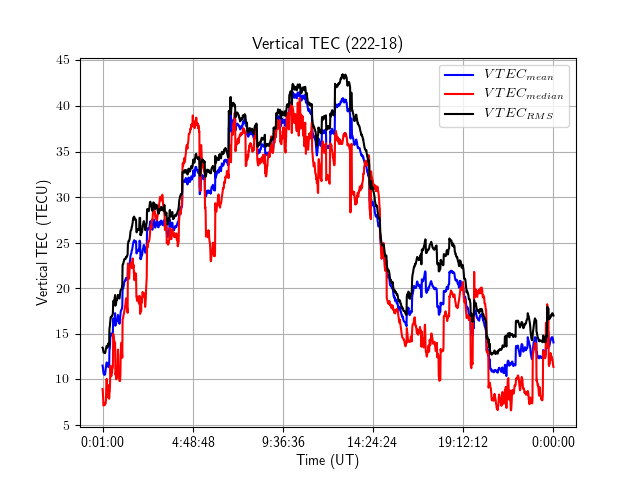 Vertical TEC (222-18)
VTEC_mean
VTEC_median
VTEC_RMS
Vertical TEC (TECU)
45
40
35
30
25
20
15
10
5
0:01:00 4:48:48 9:36:36 14:24:24 19:12:12 0:00:00
Time (UT)